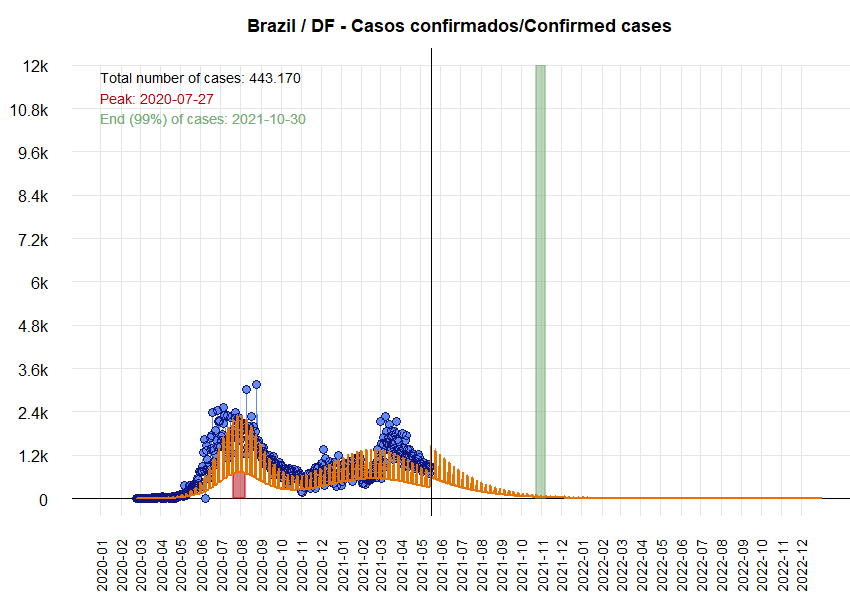 Brazil / DF - Casos confirmados/Confirmed cases
Total number of cases: 443.170
Peak: 2020-07-27
End (99%) of cases: 2021-10-30
12k
10.8k
9.6k
8.4k
7.2k
6k
4.8k
3.6k
2.4k
1.2k
0
2020-01
2020-02
2020-03
2020-04
2020-05
2020-06
2020-07
2020-08
2020-09
2020-10
2020-11
2020-12
2021-01
2021-02
2021-03
2021-04
2021-05
2021-06
2021-07
2021-08
2021-09
2021-10
2021-11
2021-12
2022-01
2022-02
2022-03
2022-04
2022-05
2022-06
2022-07
2022-08
2022-09
2022-10
2022-11
2022-12